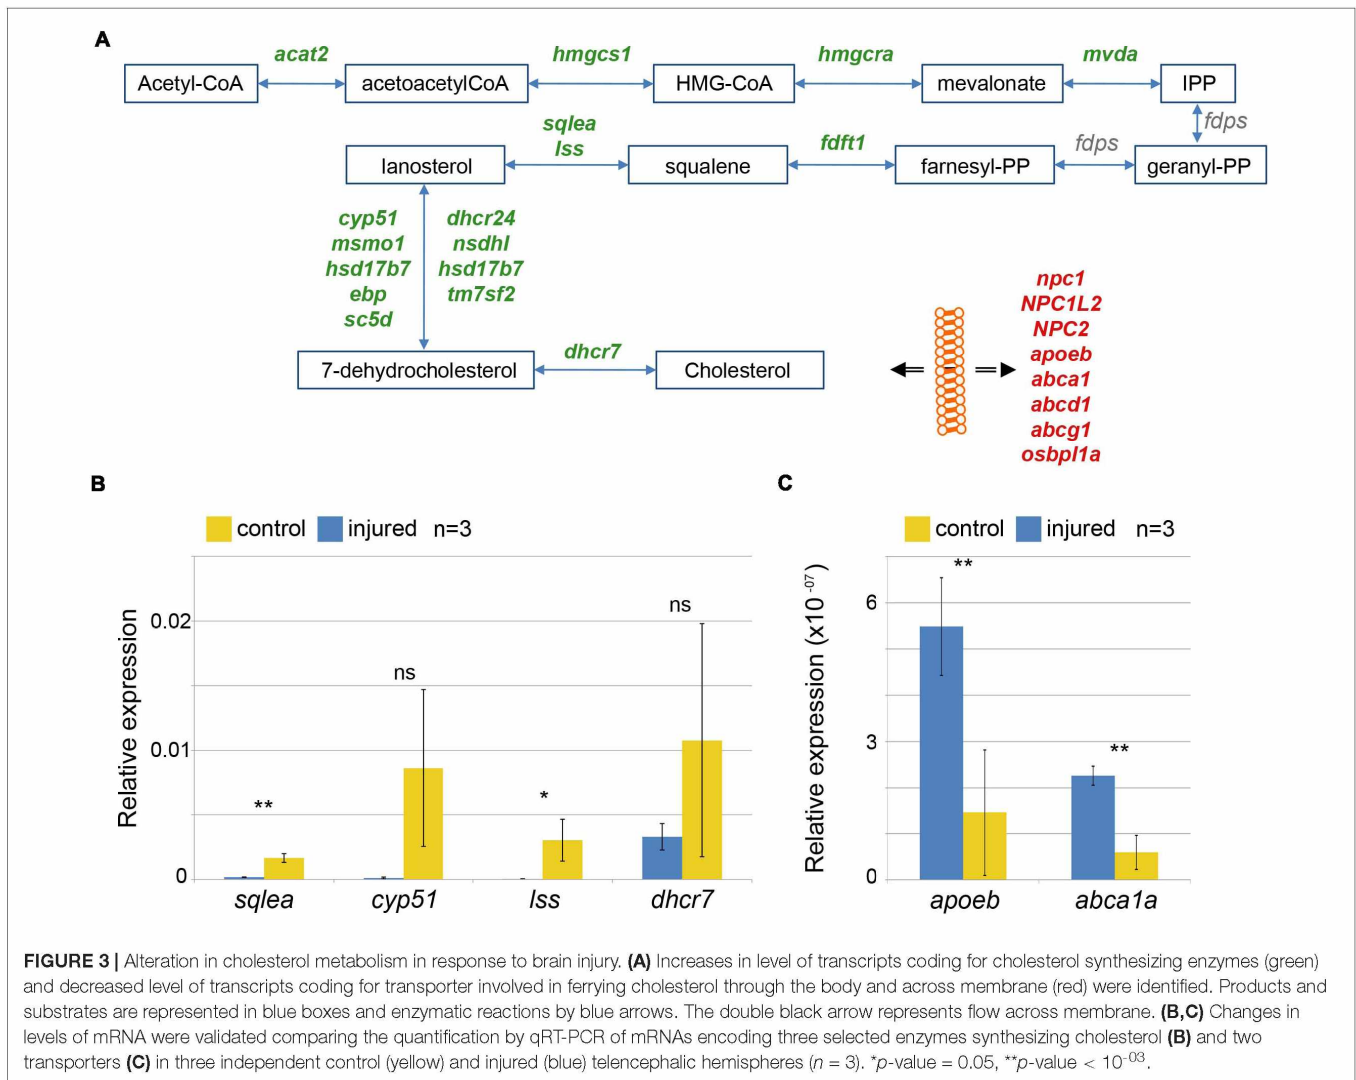 A
acat2
hmgcs1
hmgcra
mvda
Acetyl-CoA
acetoacetylCoA
HMG-CoA
mevalonate
IPP
fdps
sqlea
lss
fdft1
fdps
lanosterol
squalene
farnesyl-PP
geranyl-PP
cyp51
msmo1
hsd17b7
ebp
sc5d
dhcr24
nsdhl
hsd17b7
tm7sf2
7-dehydrocholesterol
dhcr7
Cholesterol
npc1
NPC1L2
NPC2
apoeb
abca1
abcd1
abcg1
osbpl1a
B
control injured n=3
Relative expression
0.02
0.01
0
**
ns
*
ns
sqlea cyp51 lss dhcr7
C
control injured n=3
Relative expression (x10 -07)
6
3
0
**
**
apoeb abca1a
FIGURE 3 | Alteration in cholesterol metabolism in response to brain injury. (A) Increases in level of transcripts coding for cholesterol synthesizing enzymes (green)
and decreased level of transcripts coding for transporter involved in ferrying cholesterol through the body and across membrane (red) were identified. Products and
substrates are represented in blue boxes and enzymatic reactions by blue arrows. The double black arrow represents flow across membrane. (B,C) Changes in
levels of mRNA were validated comparing the quantification by qRT-PCR of mRNAs encoding three selected enzymes synthesizing cholesterol (B) and two
transporters (C) in three independent control (yellow) and injured (blue) telencephalic hemispheres (n = 3). *p-value = 0.05, **p-value < 10-03.